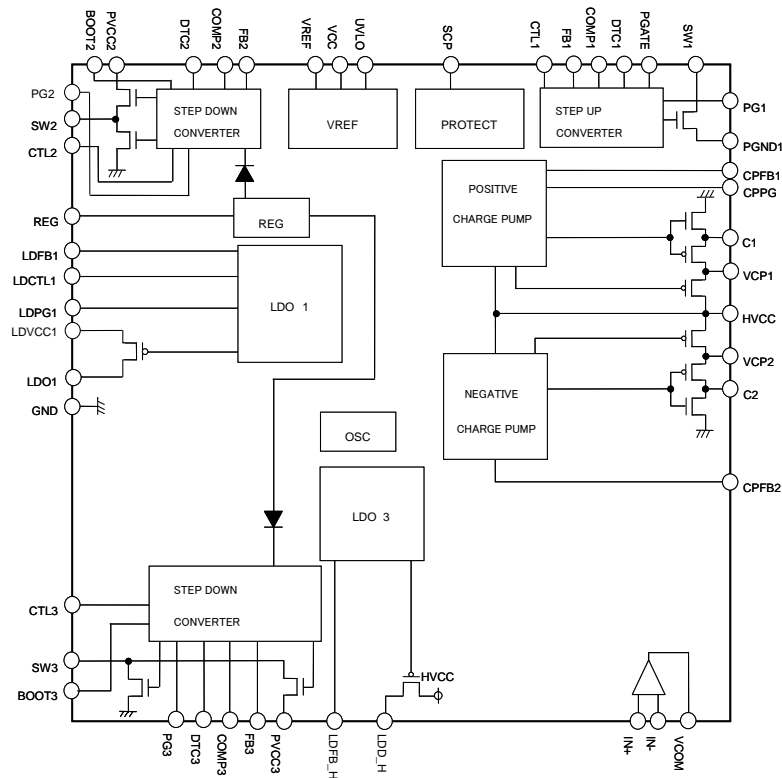 BOOT2
PVCC2
DTC2
COMP2
FB2
VREF
VCC
UVLO
SCP
CTL1
FB1
COMP1
DTC1
PGATE
SW1
PG2
SW2
CTL2
REG
LDFB1
LDCTL1
LDPG1
LDVCC1
LDO1
GND
CTL3
SW3
BOOT3
STEP DOWN
CONVERTER
VREF
PROTECT
STEP UP
CONVERTER
REG
LDO 1
POSITIVE
CHARGE PUMP
NEGATIVE
CHARGE PUMP
OSC
LDO 3
STEP DOWN
CONVERTER
HVCC
PG1
PGND1
CPFB1
CPPG
C1
VCP1
HVCC
VCP2
C2
CPFB2
PG3
DTC3
COMP3
FB3
PVCC3
LDFB_H
LDD_H
IN+
IN-
VCOM